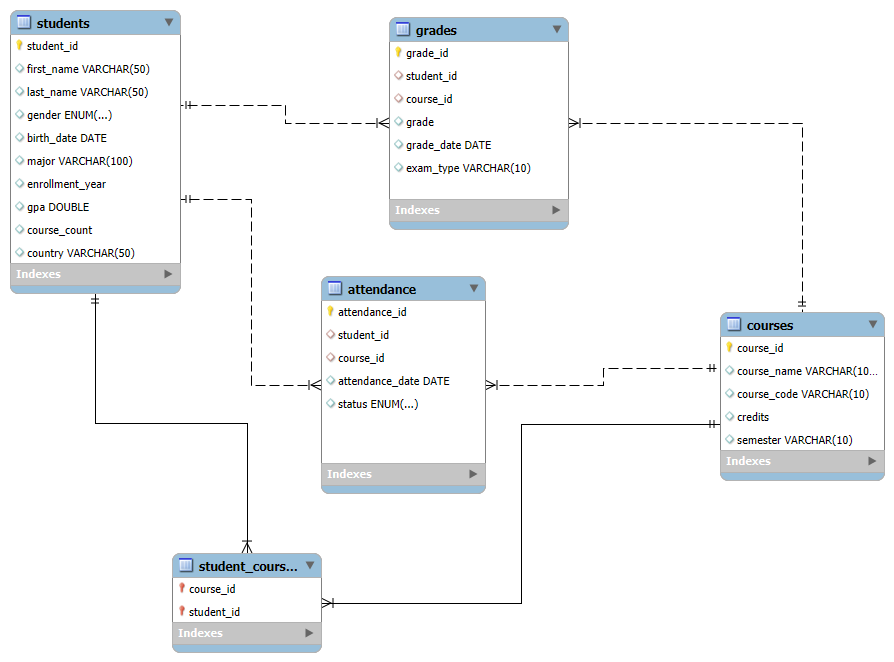 students
student_id
first_name VARCHAR(50)
last_name VARCHAR(50)
gender ENUM(...)
birth_date DATE
major VARCHAR(100)
enrollment_year
gpa DOUBLE
course_count
country VARCHAR(50)
Indexes
grades
grade_id
student_id
course_id
grade
grade_date DATE
exam_type VARCHAR(10)
Indexes
attendance
attendance_id
student_id
course_id
attendance_date DATE
status ENUM(...)
Indexes
courses
course_id
course_name VARCHAR(10...
course_code VARCHAR(10)
credits
semester VARCHAR(10)
Indexes
student_cours...
course_id
student_id
Indexes